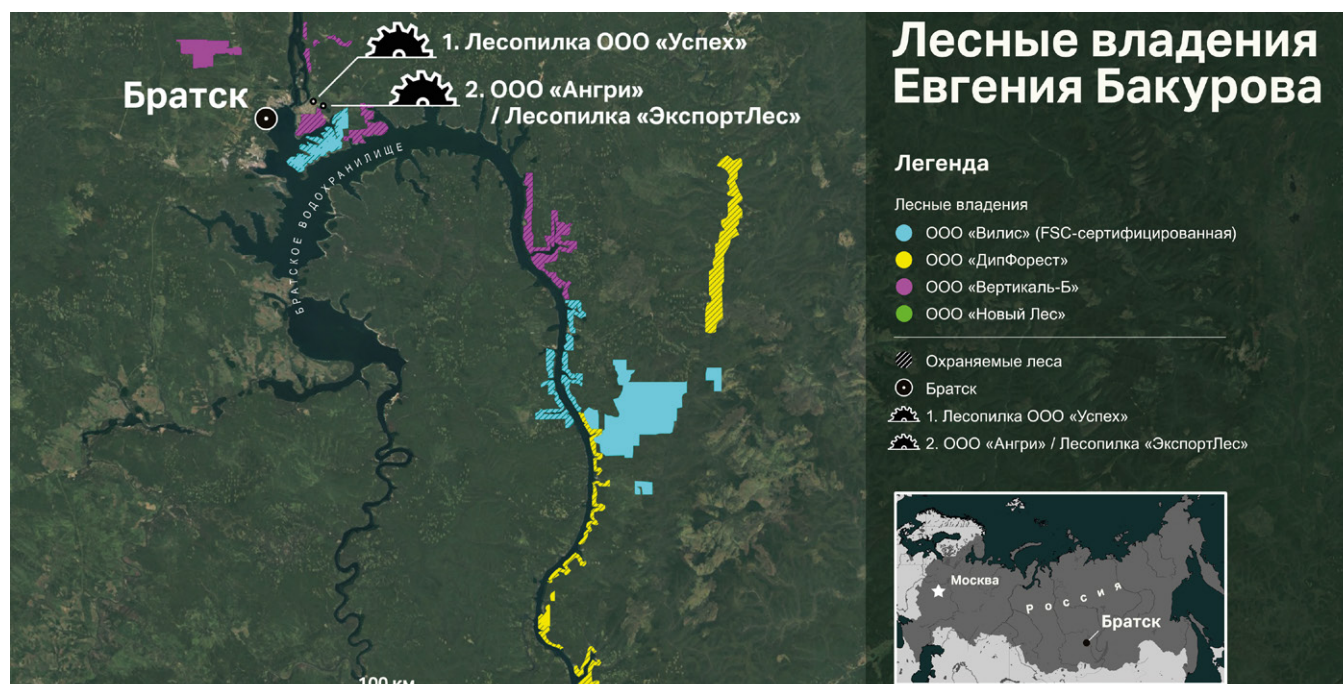 Лесные владения
Евгения Бакурова
1. Лесопилка ООО «Успех»
2. ООО «Ангри»
/ Лесопилка «ЭкспортЛес»
Братск
БРАТСКОЕ ВОДОХРАНИЛИЩЕ
100 км
Легенда
Лесные владения
ООО «Вилис» (FSC-сертифицированная)
ООО «ДипФорест»
ООО «Вертикаль-Б»
ООО «Новый Лес»
Охраняемые леса
Братск
1. Лесопилка ООО «Успех»
2. ООО «Ангри» / Лесопилка «ЭкспортЛес»
Москва
Россия
Братск